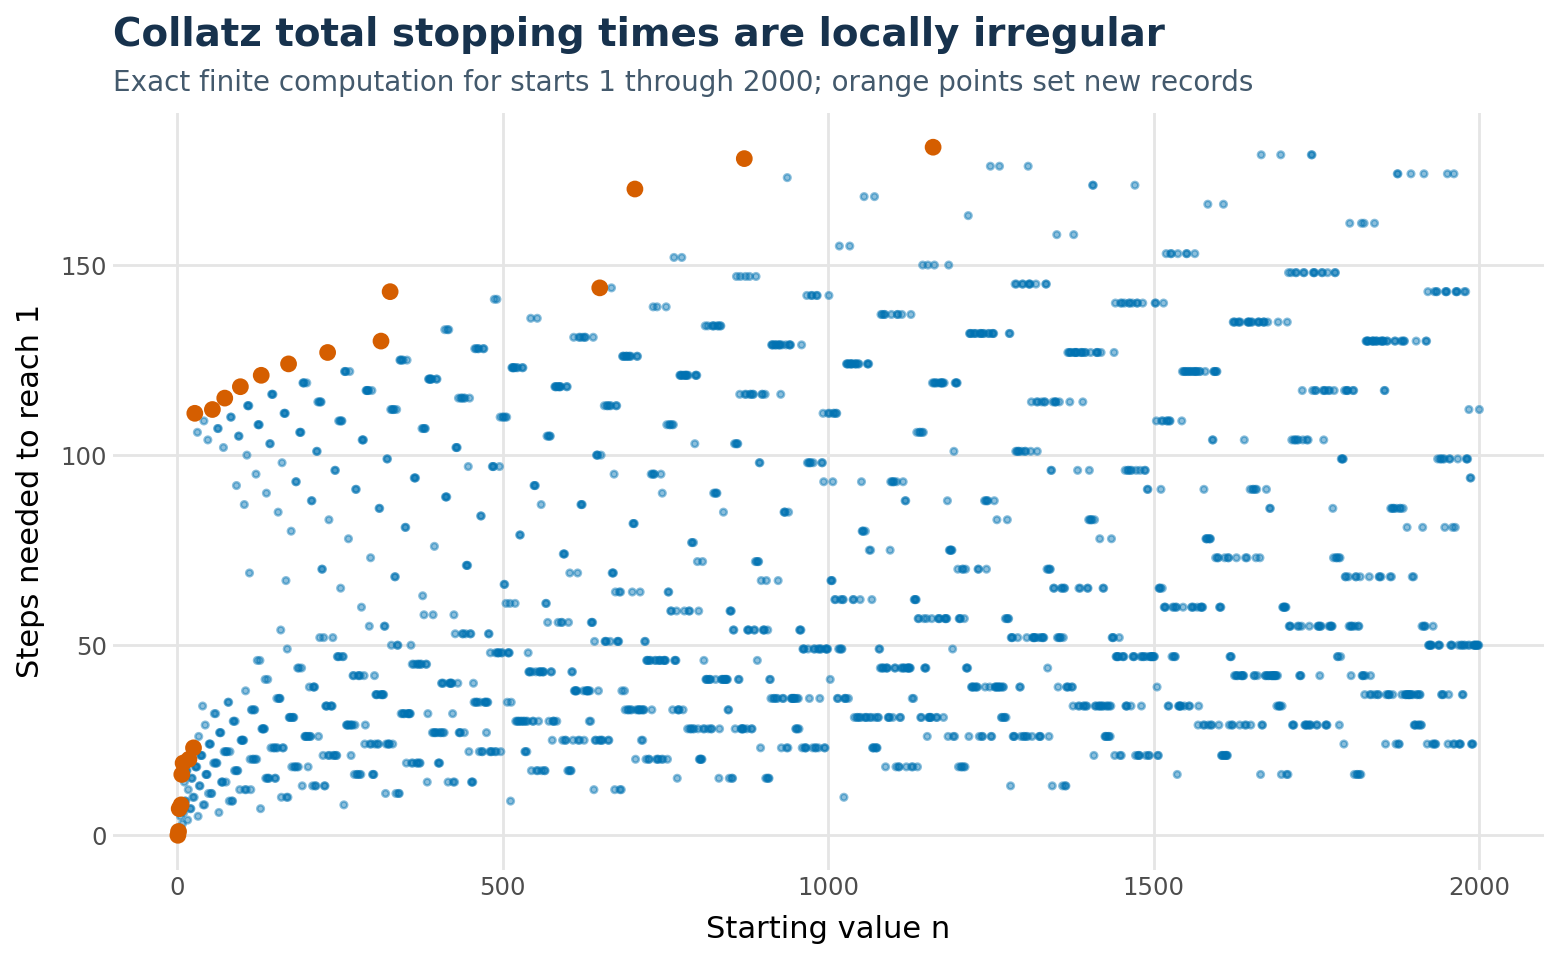 Collatz total stopping times are locally irregular
Exact finite computation for starts 1 through 2000; orange points set new records
Steps needed to reach 1
150
100
50
0
0 500 1000 1500 2000
Starting value n